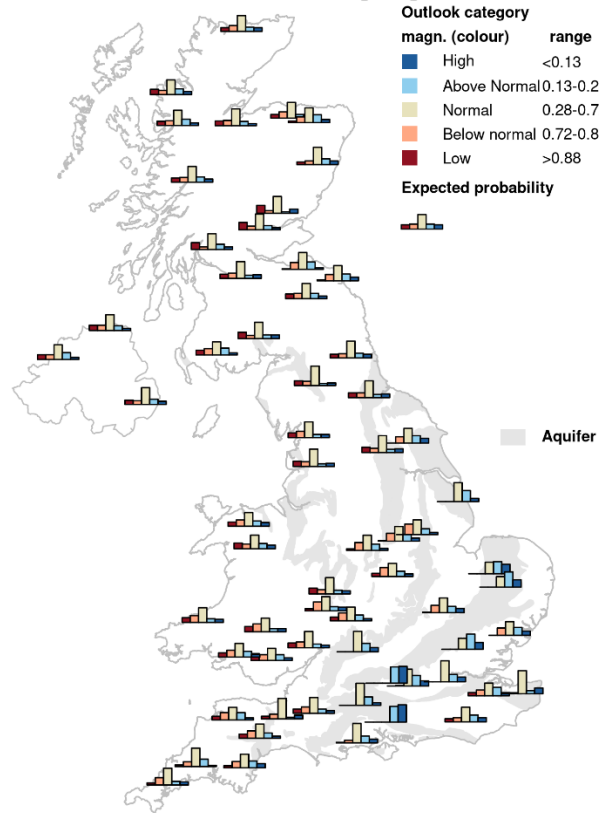 Outlook category
magn. (colour) range
High <0.13
Above Normal 0.13-0.2
Normal 0.28-0.7
Below normal 0.72-0.8
Low >0.88
Expected probability
Aquifer